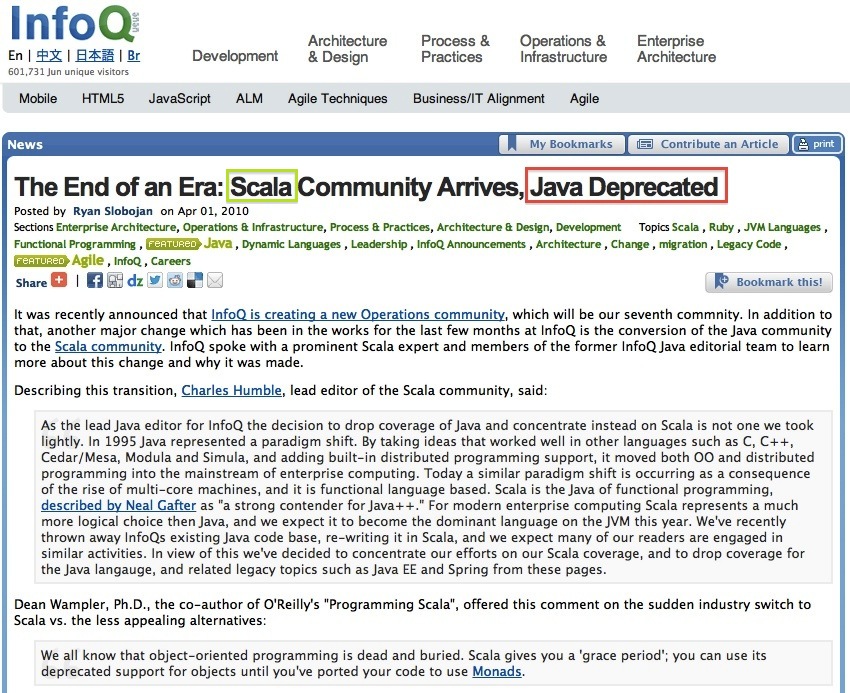 InfoQ queue
En | 中文 | 日本語 | Br
601,731 Jun unique visitors
Development
Architecture
& Design
Process &
Practices
Operations &
Infrastructure
Enterprise
Architecture
Mobile HTML5 JavaScript ALM Agile Techniques Business/IT Alignment Agile
News My Bookmarks Contribute an Article print
The End of an Era: Scala Community Arrives, Java Deprecated
Posted by Ryan Slobojan on Apr 01, 2010
Sections Enterprise Architecture, Operations & Infrastructure, Process & Practices, Architecture & Design, Development Topics Scala , Ruby , JVM Languages ,
Functional Programming , FEATURED Java , Dynamic Languages , Leadership , InfoQ Announcements , Architecture , Change , migration , Legacy Code ,
FEATURED Agile , InfoQ , Careers
Share | dz Bookmark this!
It was recently announced that InfoQ is creating a new Operations community, which will be our seventh commnity. In addition to
that, another major change which has been in the works for the last few months at InfoQ is the conversion of the Java community
to the Scala community. InfoQ spoke with a prominent Scala expert and members of the former InfoQ Java editorial team to learn
more about this change and why it was made.
Describing this transition, Charles Humble, lead editor of the Scala community, said:
As the lead Java editor for InfoQ the decision to drop coverage of Java and concentrate instead on Scala is not one we took
lightly. In 1995 Java represented a paradigm shift. By taking ideas that worked well in other languages such as C, C++,
Cedar/Mesa, Modula and Simula, and adding built-in distributed programming support, it moved both OO and distributed
programming into the mainstream of enterprise computing. Today a similar paradigm shift is occurring as a consequence
of the rise of multi-core machines, and it is functional language based. Scala is the Java of functional programming,
described by Neal Gafter as "a strong contender for Java++." For modern enterprise computing Scala represents a much
more logical choice then Java, and we expect it to become the dominant language on the JVM this year. We've recently
thrown away InfoQs existing Java code base, re-writing it in Scala, and we expect many of our readers are engaged in
similar activities. In view of this we've decided to concentrate our efforts on our Scala coverage, and to drop coverage for
the Java langauge, and related legacy topics such as Java EE and Spring from these pages.
Dean Wampler, Ph.D., the co-author of O'Reilly's "Programming Scala", offered this comment on the sudden industry switch to
Scala vs. the less appealing alternatives:
We all know that object-oriented programming is dead and buried. Scala gives you a 'grace period'; you can use its
deprecated support for objects until you've ported your code to use Monads.